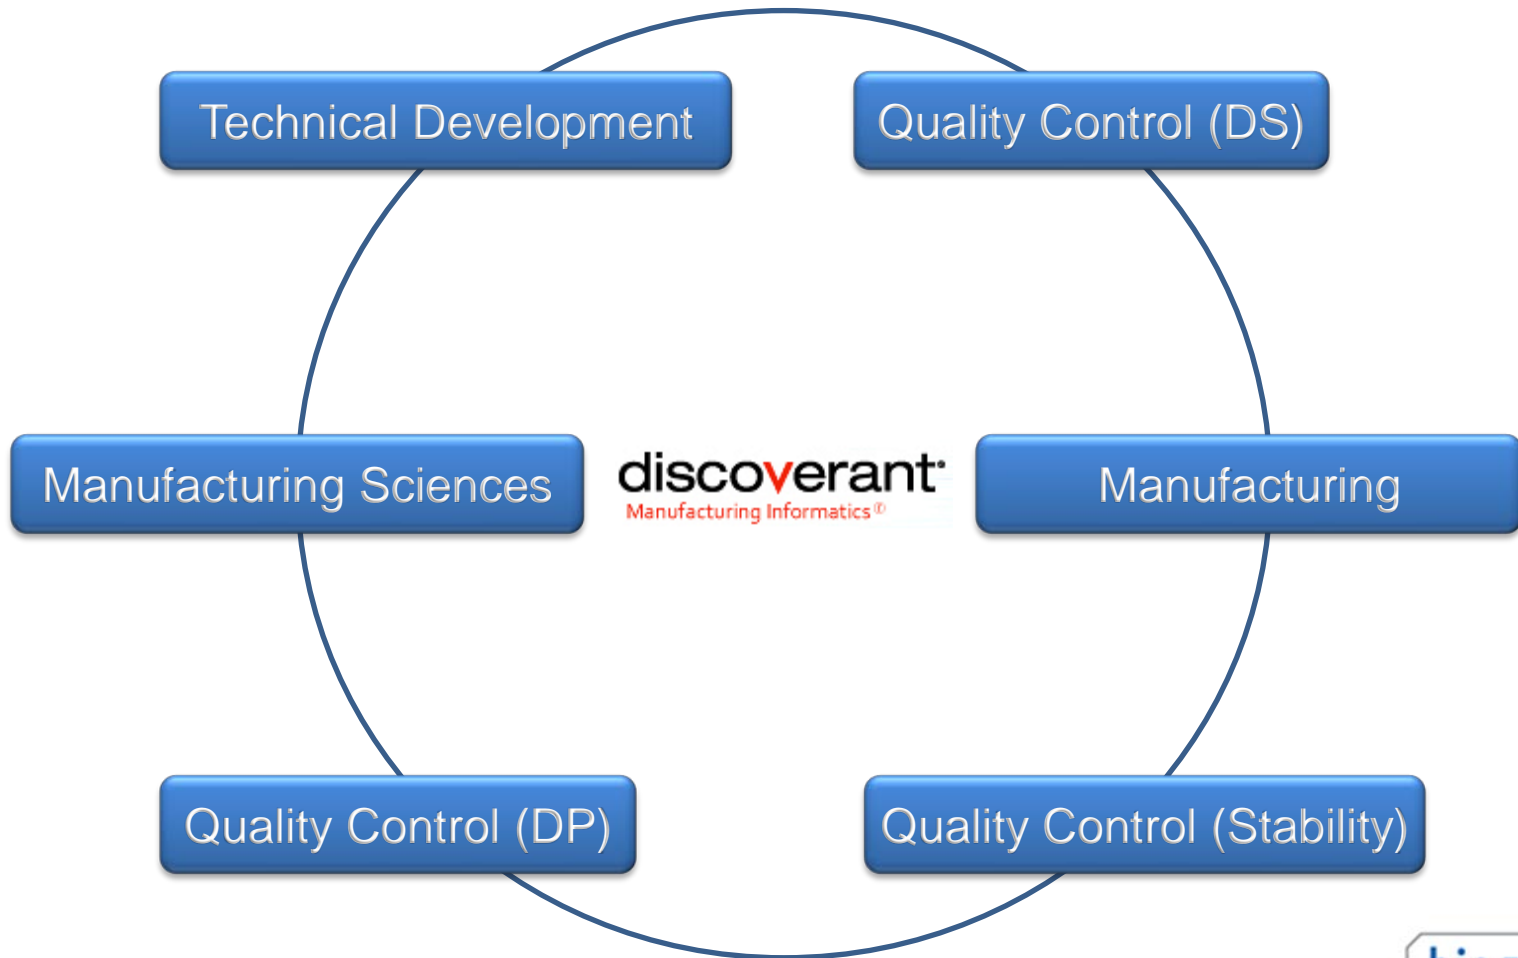 Technical Development
Quality Control (DS)
Manufacturing Sciences
discoverant
Manufacturing Informatics©
Manufacturing
Quality Control (DP)
Quality Control (Stability)